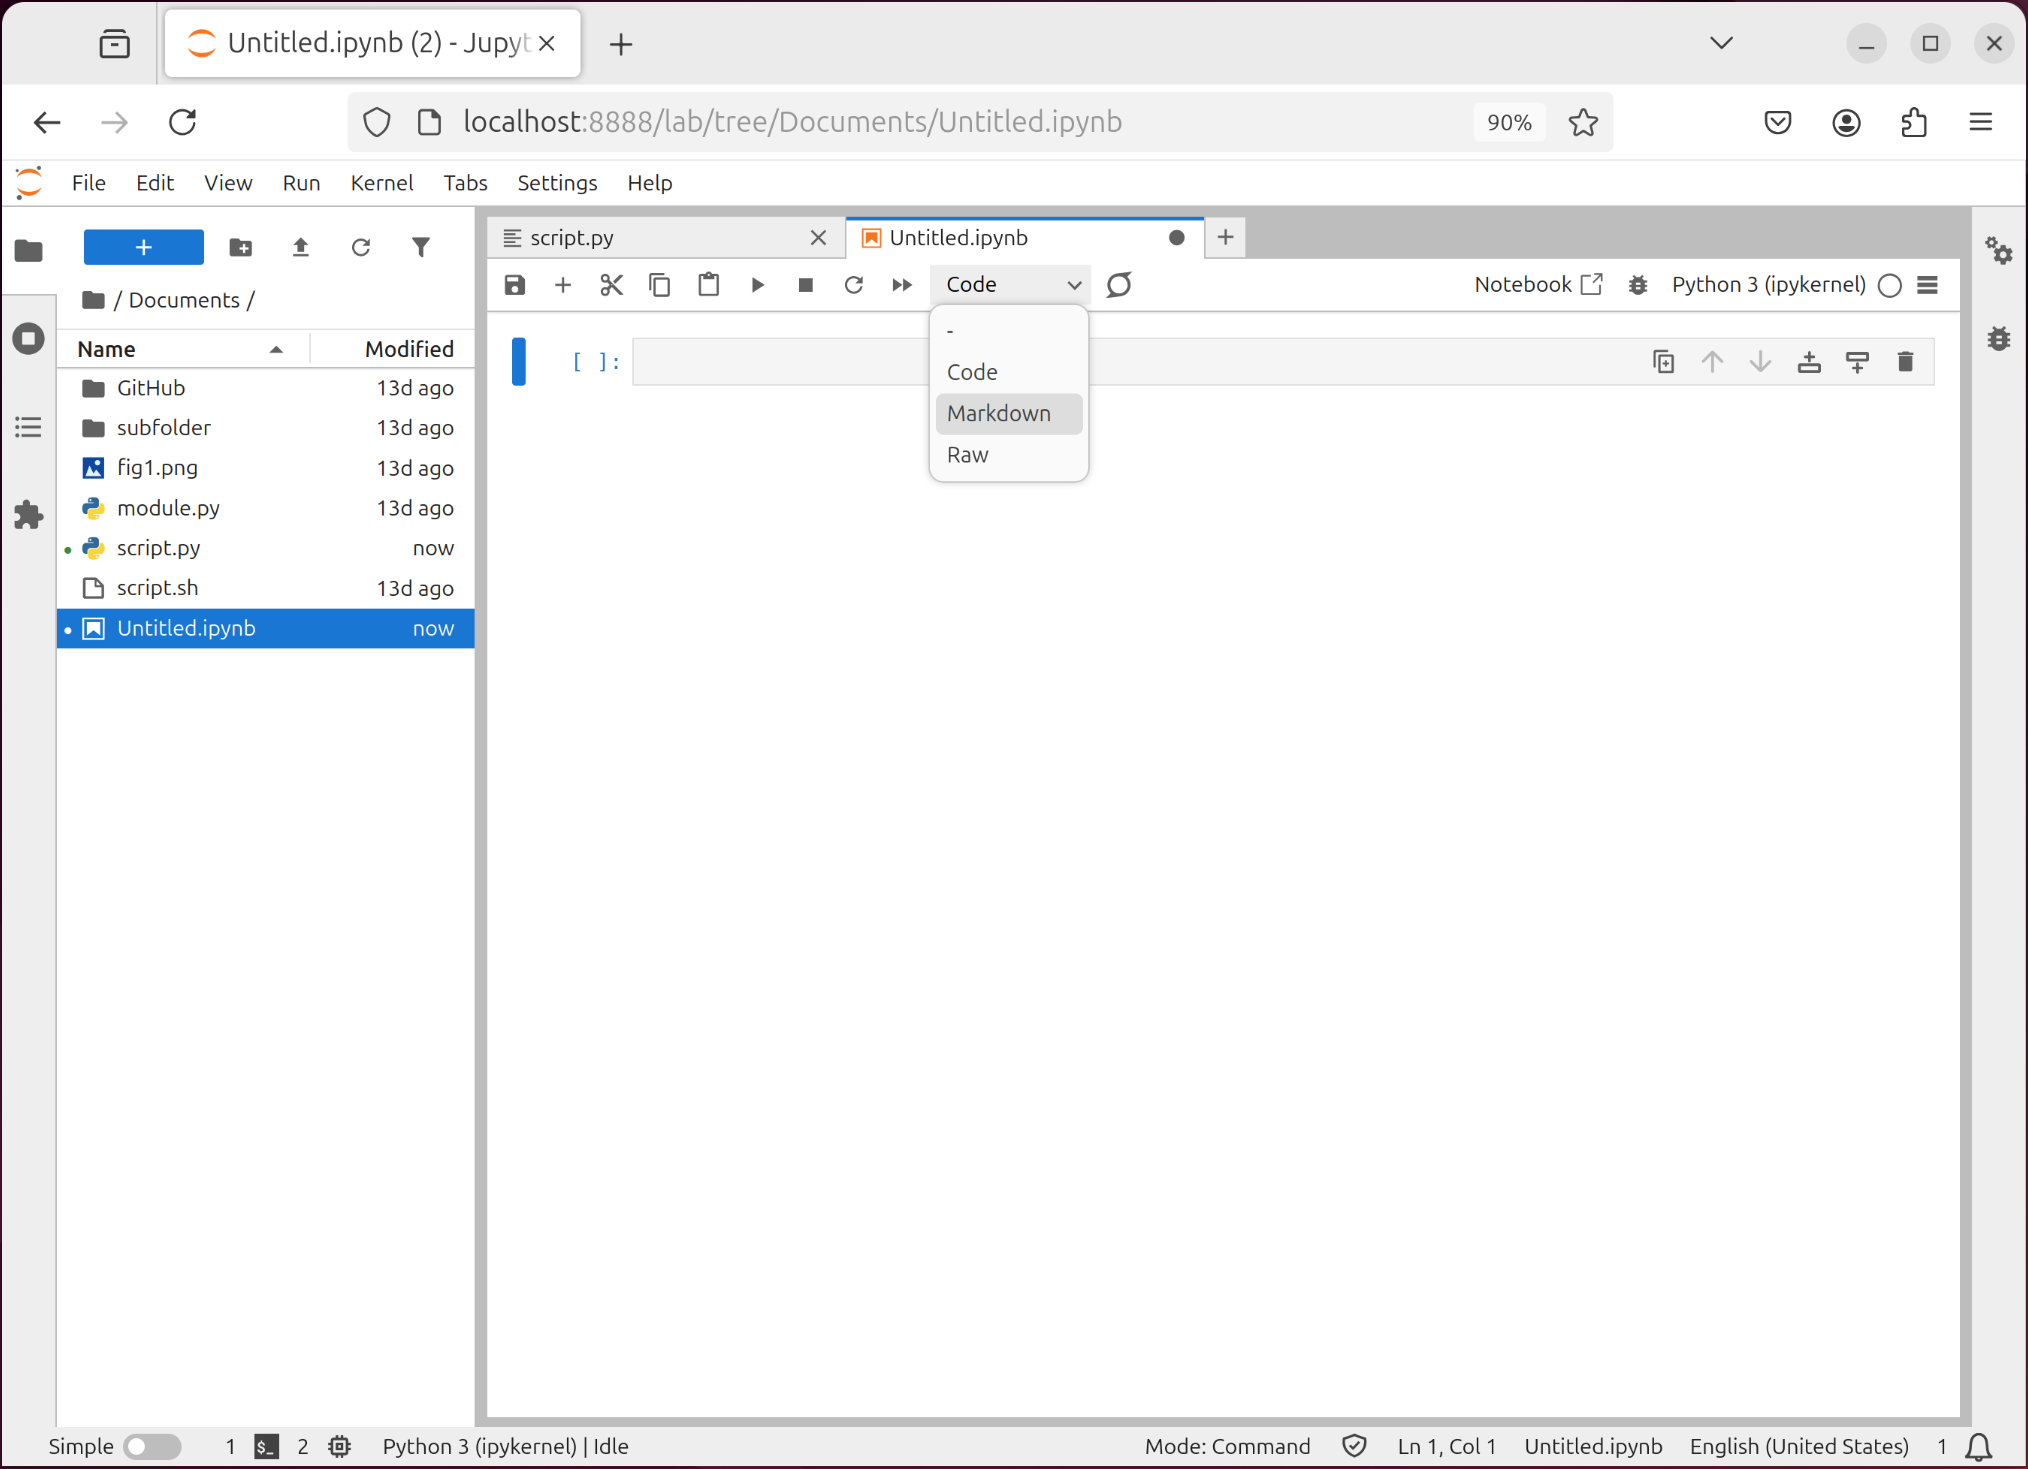 Untitled.ipynb (2) - Jupyt
localhost:8888/lab/tree/Documents/Untitled.ipynb 90%
File Edit View Run Kernel Tabs Settings Help
/ Documents /
Name Modified
GitHub 13d ago
subfolder 13d ago
fig1.png 13d ago
module.py 13d ago
script.py now
script.sh 13d ago
Untitled.ipynb now
script.py Untitled.ipynb
Code Notebook Python 3 (ipykernel)
[ ]:
-
Code
Markdown
Raw
Simple 1 $_ 2 Python 3 (ipykernel) | Idle Mode: Command Ln 1, Col 1 Untitled.ipynb English (United States) 1